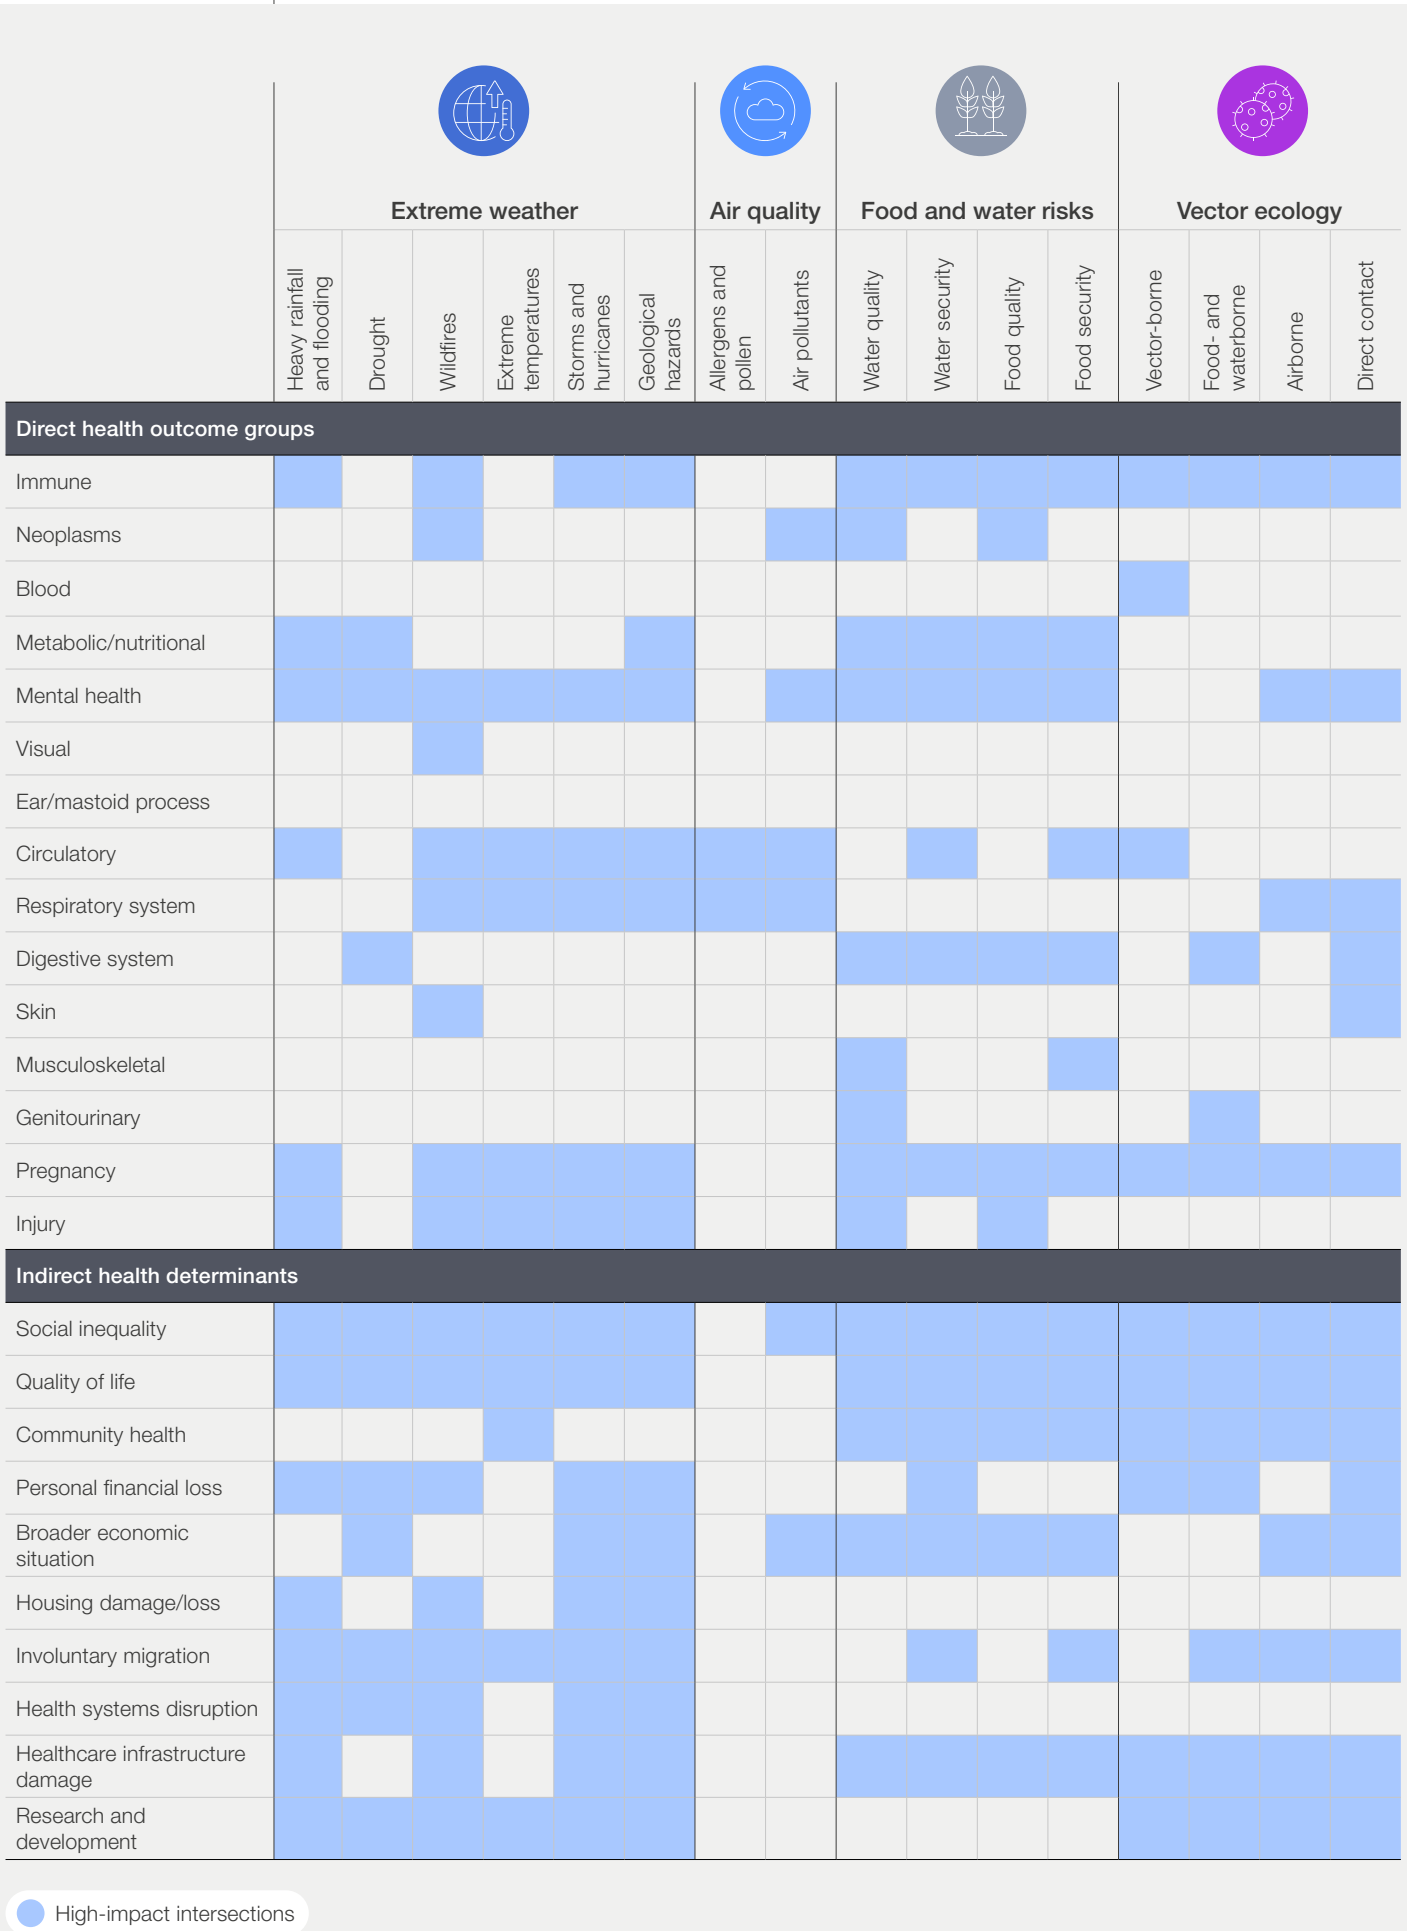 Extreme weather
Air quality
Food and water risks
Vector ecology
Heavy rainfall
and flooding
Drought
Wildfires
Extreme
temperatures
Storms and
hurricanes
Geological
hazards
Allergens and
pollen
Air pollutants
Water quality
Water security
Food quality
Food security
Vector-borne
Food- and
waterborne
Airborne
Direct contact
Direct health outcome groups
Immune
Neoplasms
Blood
Metabolic/nutritional
Mental health
Visual
Ear/mastoid process
Circulatory
Respiratory system
Digestive system
Skin
Musculoskeletal
Genitourinary
Pregnancy
Injury
Indirect health determinants
Social inequality
Quality of life
Community health
Personal financial loss
Broader economic
situation
Housing damage/loss
Involuntary migration
Health systems disruption
Healthcare infrastructure
damage
Research and
development
High-impact intersections